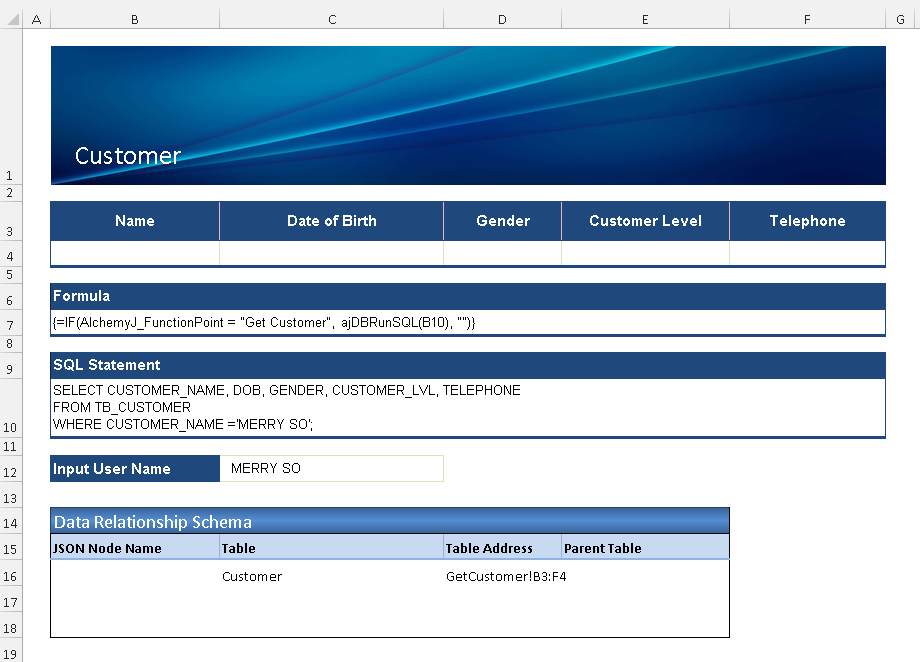 A B C D E F G
Customer
1
2
3 Name Date of Birth Gender Customer Level Telephone
4
5
6 Formula
7 {=IF(AlchemyJ_FunctionPoint = "Get Customer", ajDBRunSQL(B10), "")}
8
9 SQL Statement
SELECT CUSTOMER_NAME, DOB, GENDER, CUSTOMER_LVL, TELEPHONE
FROM TB_CUSTOMER
10 WHERE CUSTOMER_NAME ='MERRY SO';
11
12 Input User Name MERRY SO
13
14 Data Relationship Schema
15 JSON Node Name Table Table Address Parent Table
16 Customer GetCustomer!B3:F4
17
18
19